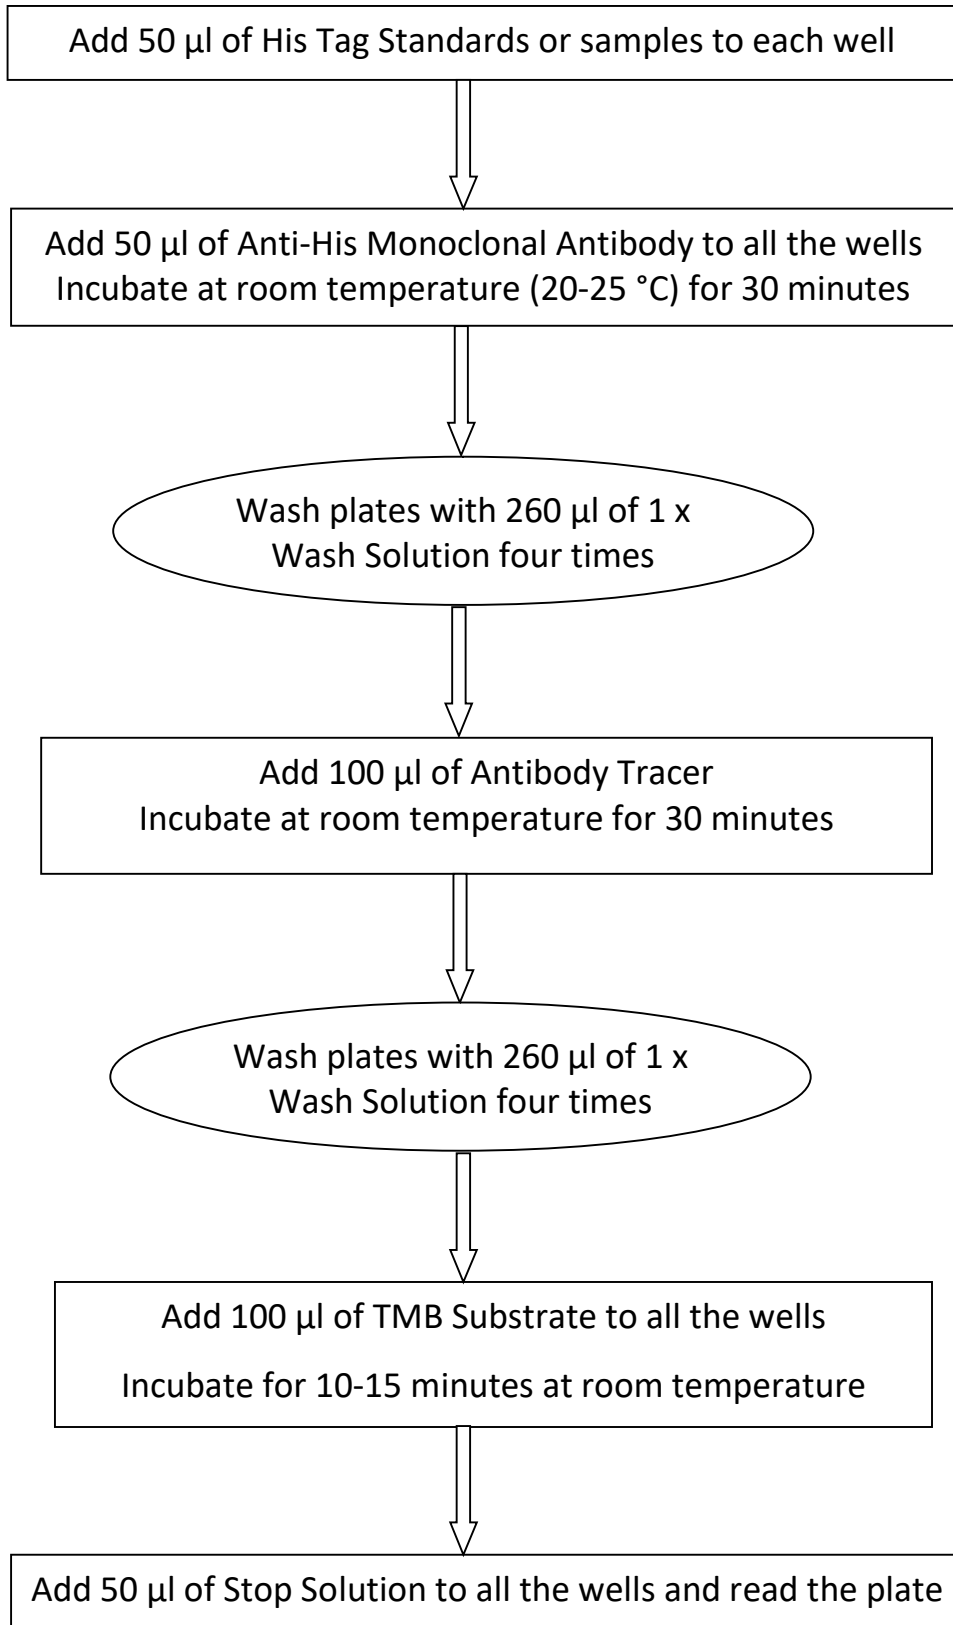 Add 50 µl of His Tag Standards or samples to each well
Add 50 µl of Anti-His Monoclonal Antibody to all the wells
Incubate at room temperature (20-25 °C) for 30 minutes
Wash plates with 260 µl of 1 x
Wash Solution four times
Add 100 µl of Antibody Tracer
Incubate at room temperature for 30 minutes
Wash plates with 260 µl of 1 x
Wash Solution four times
Add 100 µl of TMB Substrate to all the wells
Incubate for 10-15 minutes at room temperature
Add 50 µl of Stop Solution to all the wells and read the plate